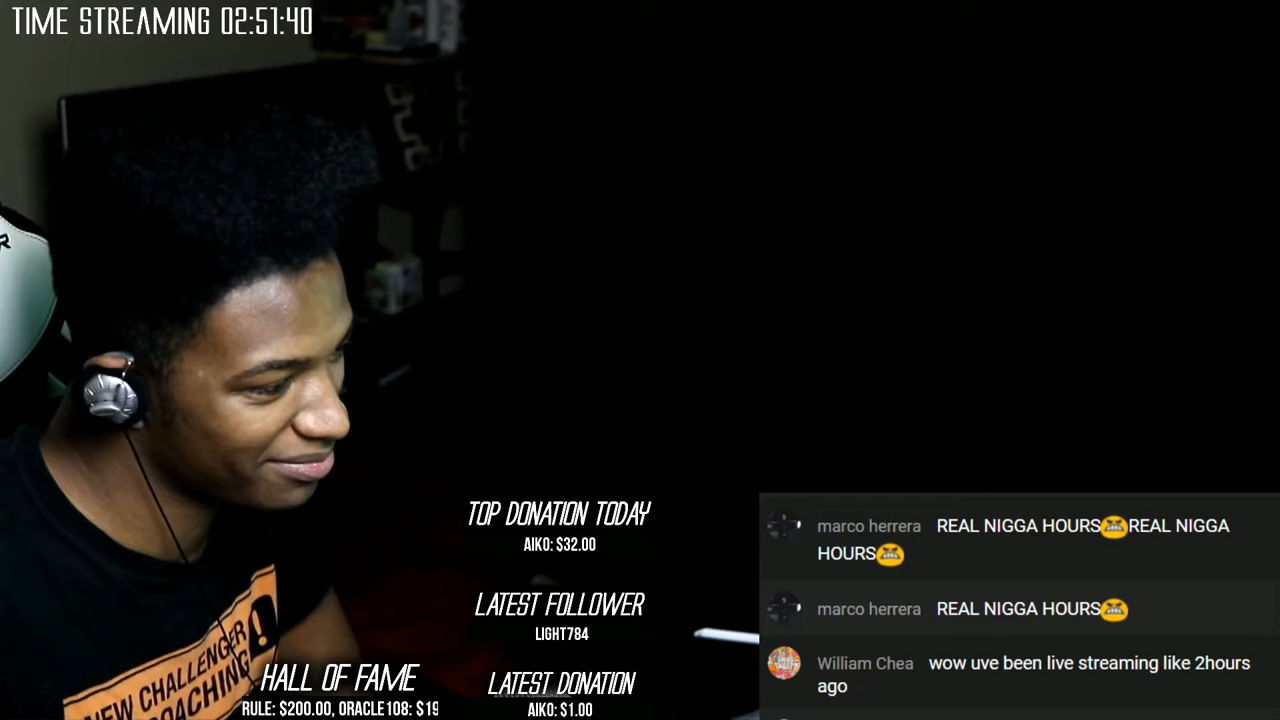 TIME STREAMING 02:51:40
R
NEW CHALLENGER
!
TOP DONATION TODAY
AIKO: $32.00
LATEST FOLLOWER
LIGHT784
HALL OF FAME
RULE: $200.00, ORACLE108: $19
LATEST DONATION
AIKO: $1.00
marco herrera REAL NIGGA HOURS😠REAL NIGGA
HOURS😠
marco herrera REAL NIGGA HOURS😠
William Chea wow uve been live streaming like 2hours
ago